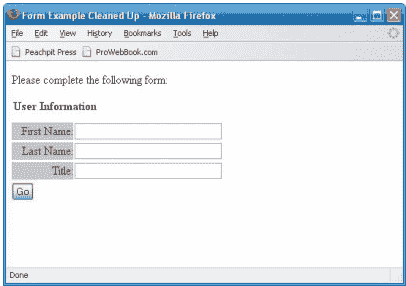 Form Example Cleaned Up - Mozilla Firefox
File Edit View History Bookmarks Tools Help
Peachpit Press ProWebBook.com
Please complete the following form:
User Information
First Name:
Last Name:
Title:
Go
Done